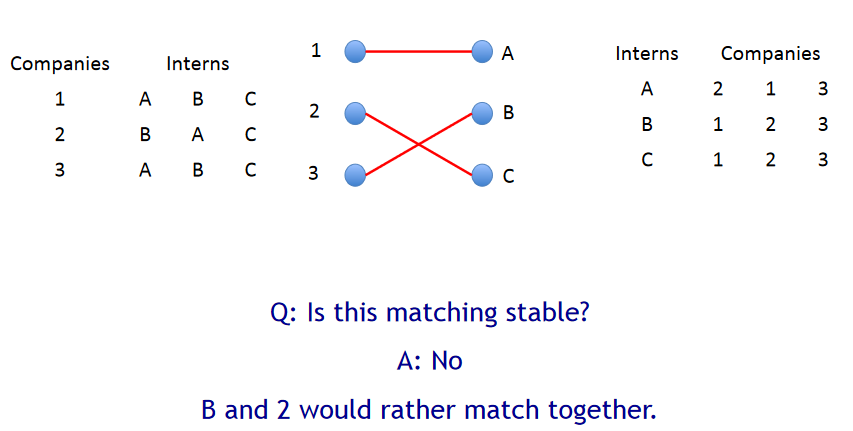 Companies Interns
1 A B C
2 B A C
3 A B C
1 A
2 B
3 C
Interns Companies
A 2 1 3
B 1 2 3
C 1 2 3
Q: Is this matching stable?
A: No
B and 2 would rather match together.